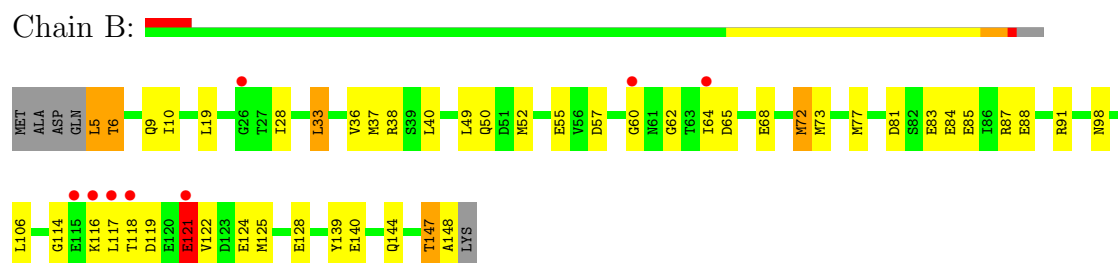 Chain B:
MET ALA ASP GLN L5 T6 Q9 I10 L19 G26 T27 I28 L33 V36 M37 R38 S39 L40 L49 Q50 D51 M52 E55 V56 D57 G60 N61 G62 T63 I64 D65 E68 M72 M73 M77 D81 S82 E83 E84 E85 I86 R87 E88 R91 N98
L106 G114 E115 K116 L117 T118 D119 E120 E121 V122 D123 E124 M125 E128 Y139 E140 Q144 T147 A148 LYS